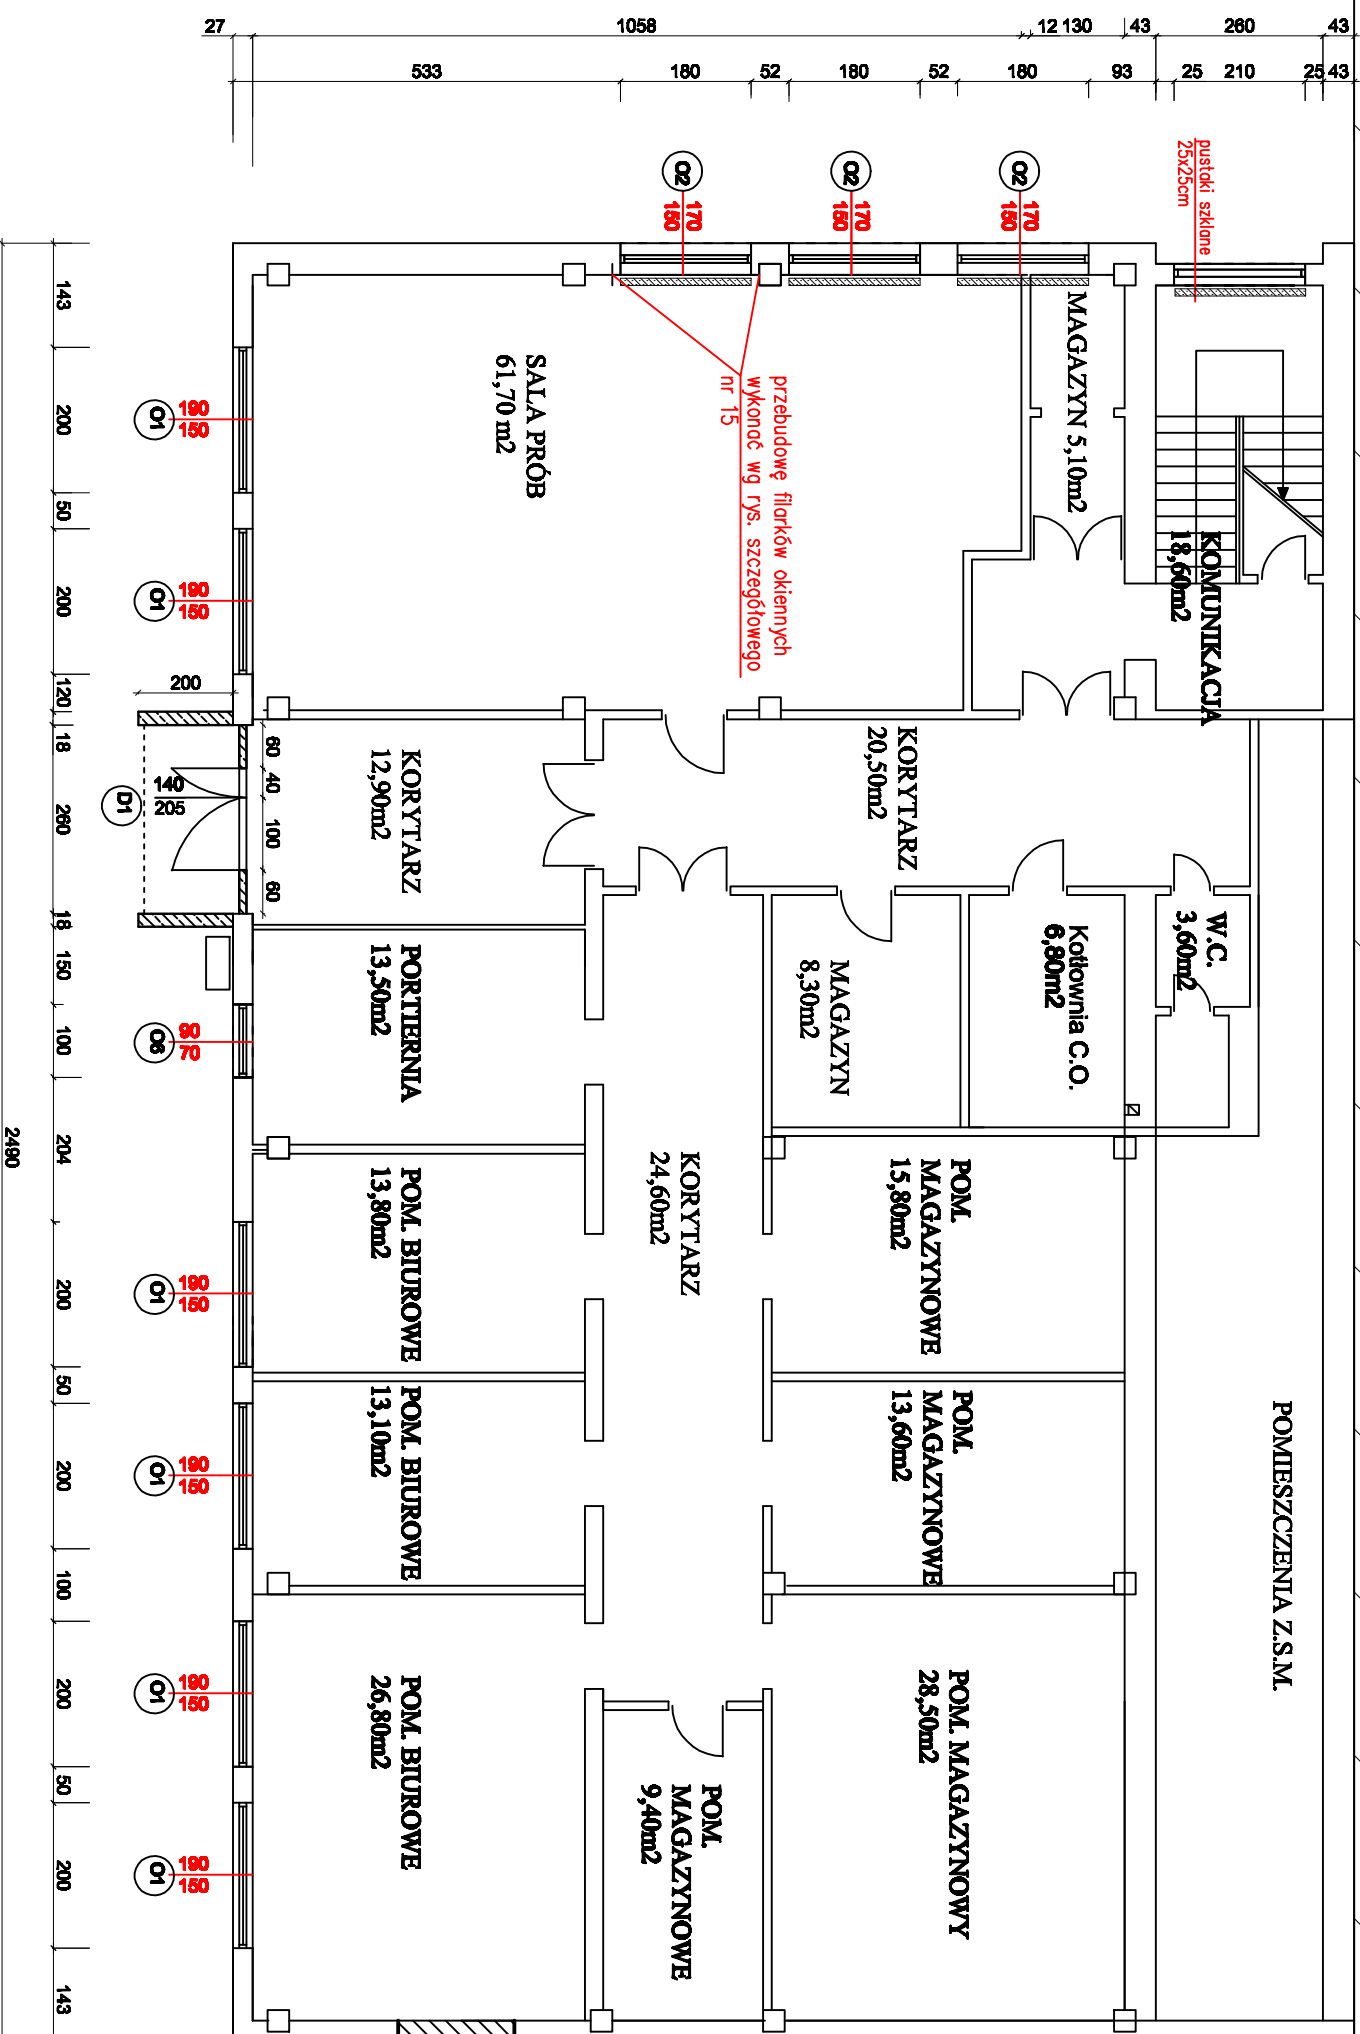 27
1058
12
130
43
260
43
533
180
52
180
52
180
93
25
210
25
43
pustaki szklane
25x25cm
O2
170
150
O2
170
150
O2
170
150
MAGAZYN 5,10m2
KOMUNIKACJA
18,60m2
SALA PRÓB
61,70 m2
przebudowę filarków okiennych
wykonać wg rys. szczegółowego
nr 15
KORYTARZ
12,90m2
KORYTARZ
20,50m2
W.C.
3,60m2
Kotłownia C.O.
6,80m2
MAGAZYN
8,30m2
PORTIERNIA
13,50m2
KORYTARZ
24,60m2
POM. BIUROWE
13,80m2
POM.
MAGAZYNOWE
15,80m2
POM. BIUROWE
13,10m2
POM.
MAGAZYNOWE
13,60m2
POMIESZCZENIA Z.S.M.
POM. BIUROWE
26,80m2
POM.
MAGAZYNOWE
9,40m2
POM. MAGAZYNOWY
28,50m2
O1
190
150
O1
190
150
200
60
40
100
60
D1
140
205
O6
90
70
O1
190
150
O1
190
150
O1
190
150
O1
190
150
143
200
50
200
120
18
260
18
150
100
204
200
50
200
100
200
50
200
143
2490